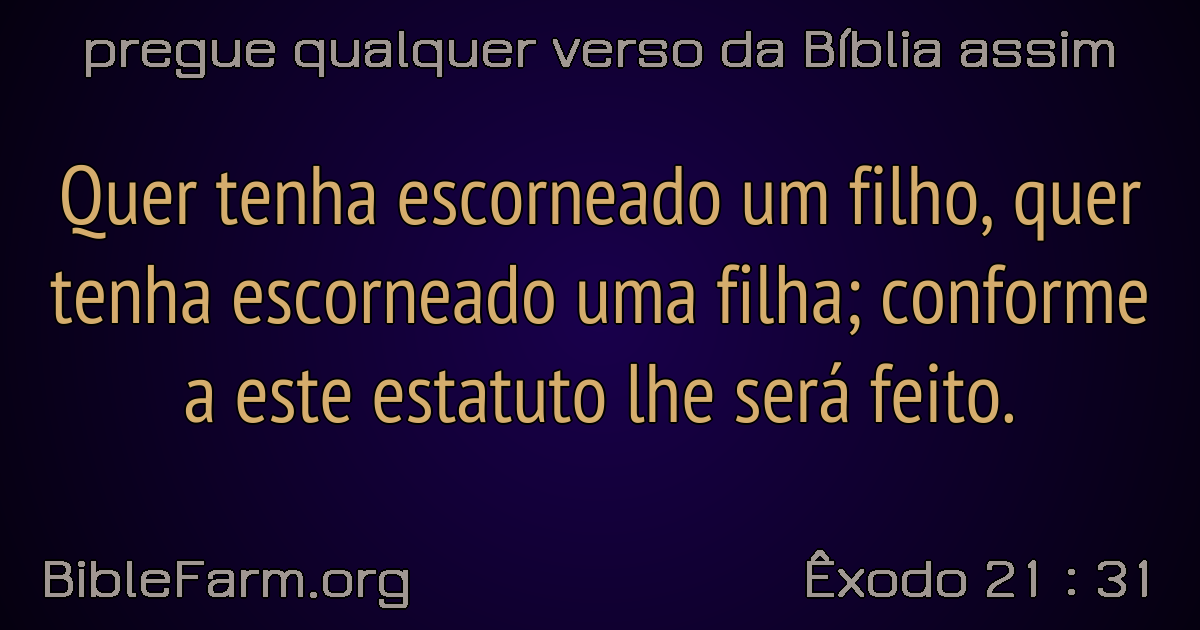 pregue qualquer verso da Bíblia assim
Quer tenha escorneado um filho, quer
tenha escorneado uma filha; conforme
a este estatuto lhe será feito.
BibleFarm.org
Êxodo 21 : 31